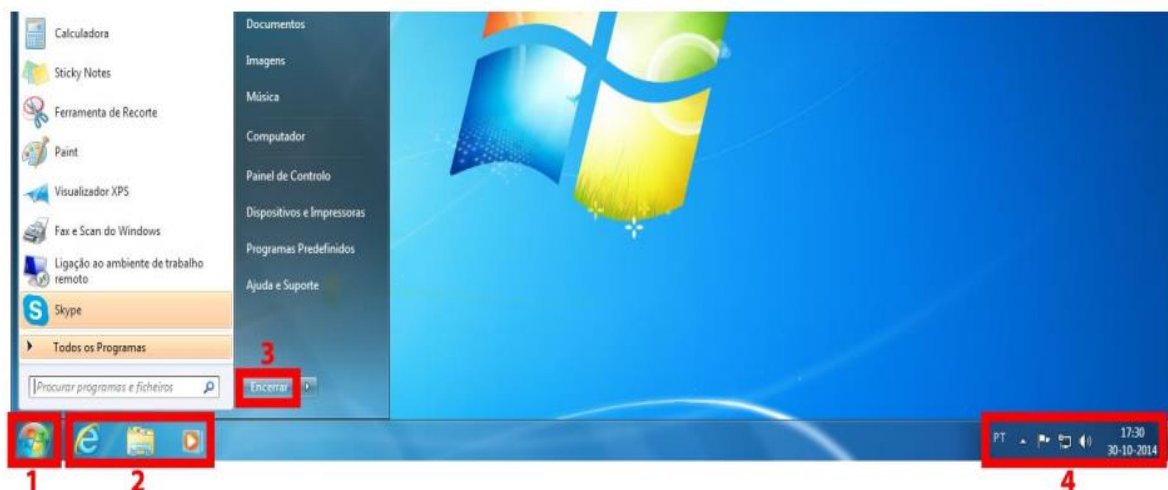 Calculadora
Sticky Notes
Ferramenta de Recorte
Paint
Visualizador XPS
Fax e Scan do Windows
Ligação ao ambiente de trabalho
remoto
Skype
Todos os Programas
Procurar programas e ficheiros
Documentos
Imagens
Música
Computador
Painel de Controlo
Dispositivos e Impressoras
Programas Predefinidos
Ajuda e Suporte
3
Encerrar
PT
17:30
30-10-2014
1
2
4